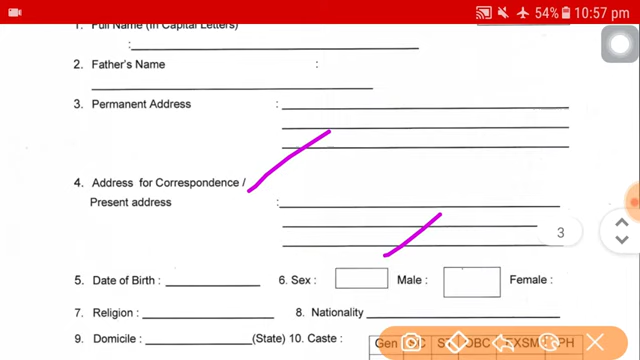 54% 10:57 pm
1. Full Name (In Capital Letters)
:
2. Father's Name :
3. Permanent Address :
4. Address for Correspondence /
Present address :
3
5. Date of Birth : 6. Sex : Male : Female :
7. Religion : 8. Nationality
9. Domicile : (State) 10. Caste : Gen SC ST OBC EXSM PH